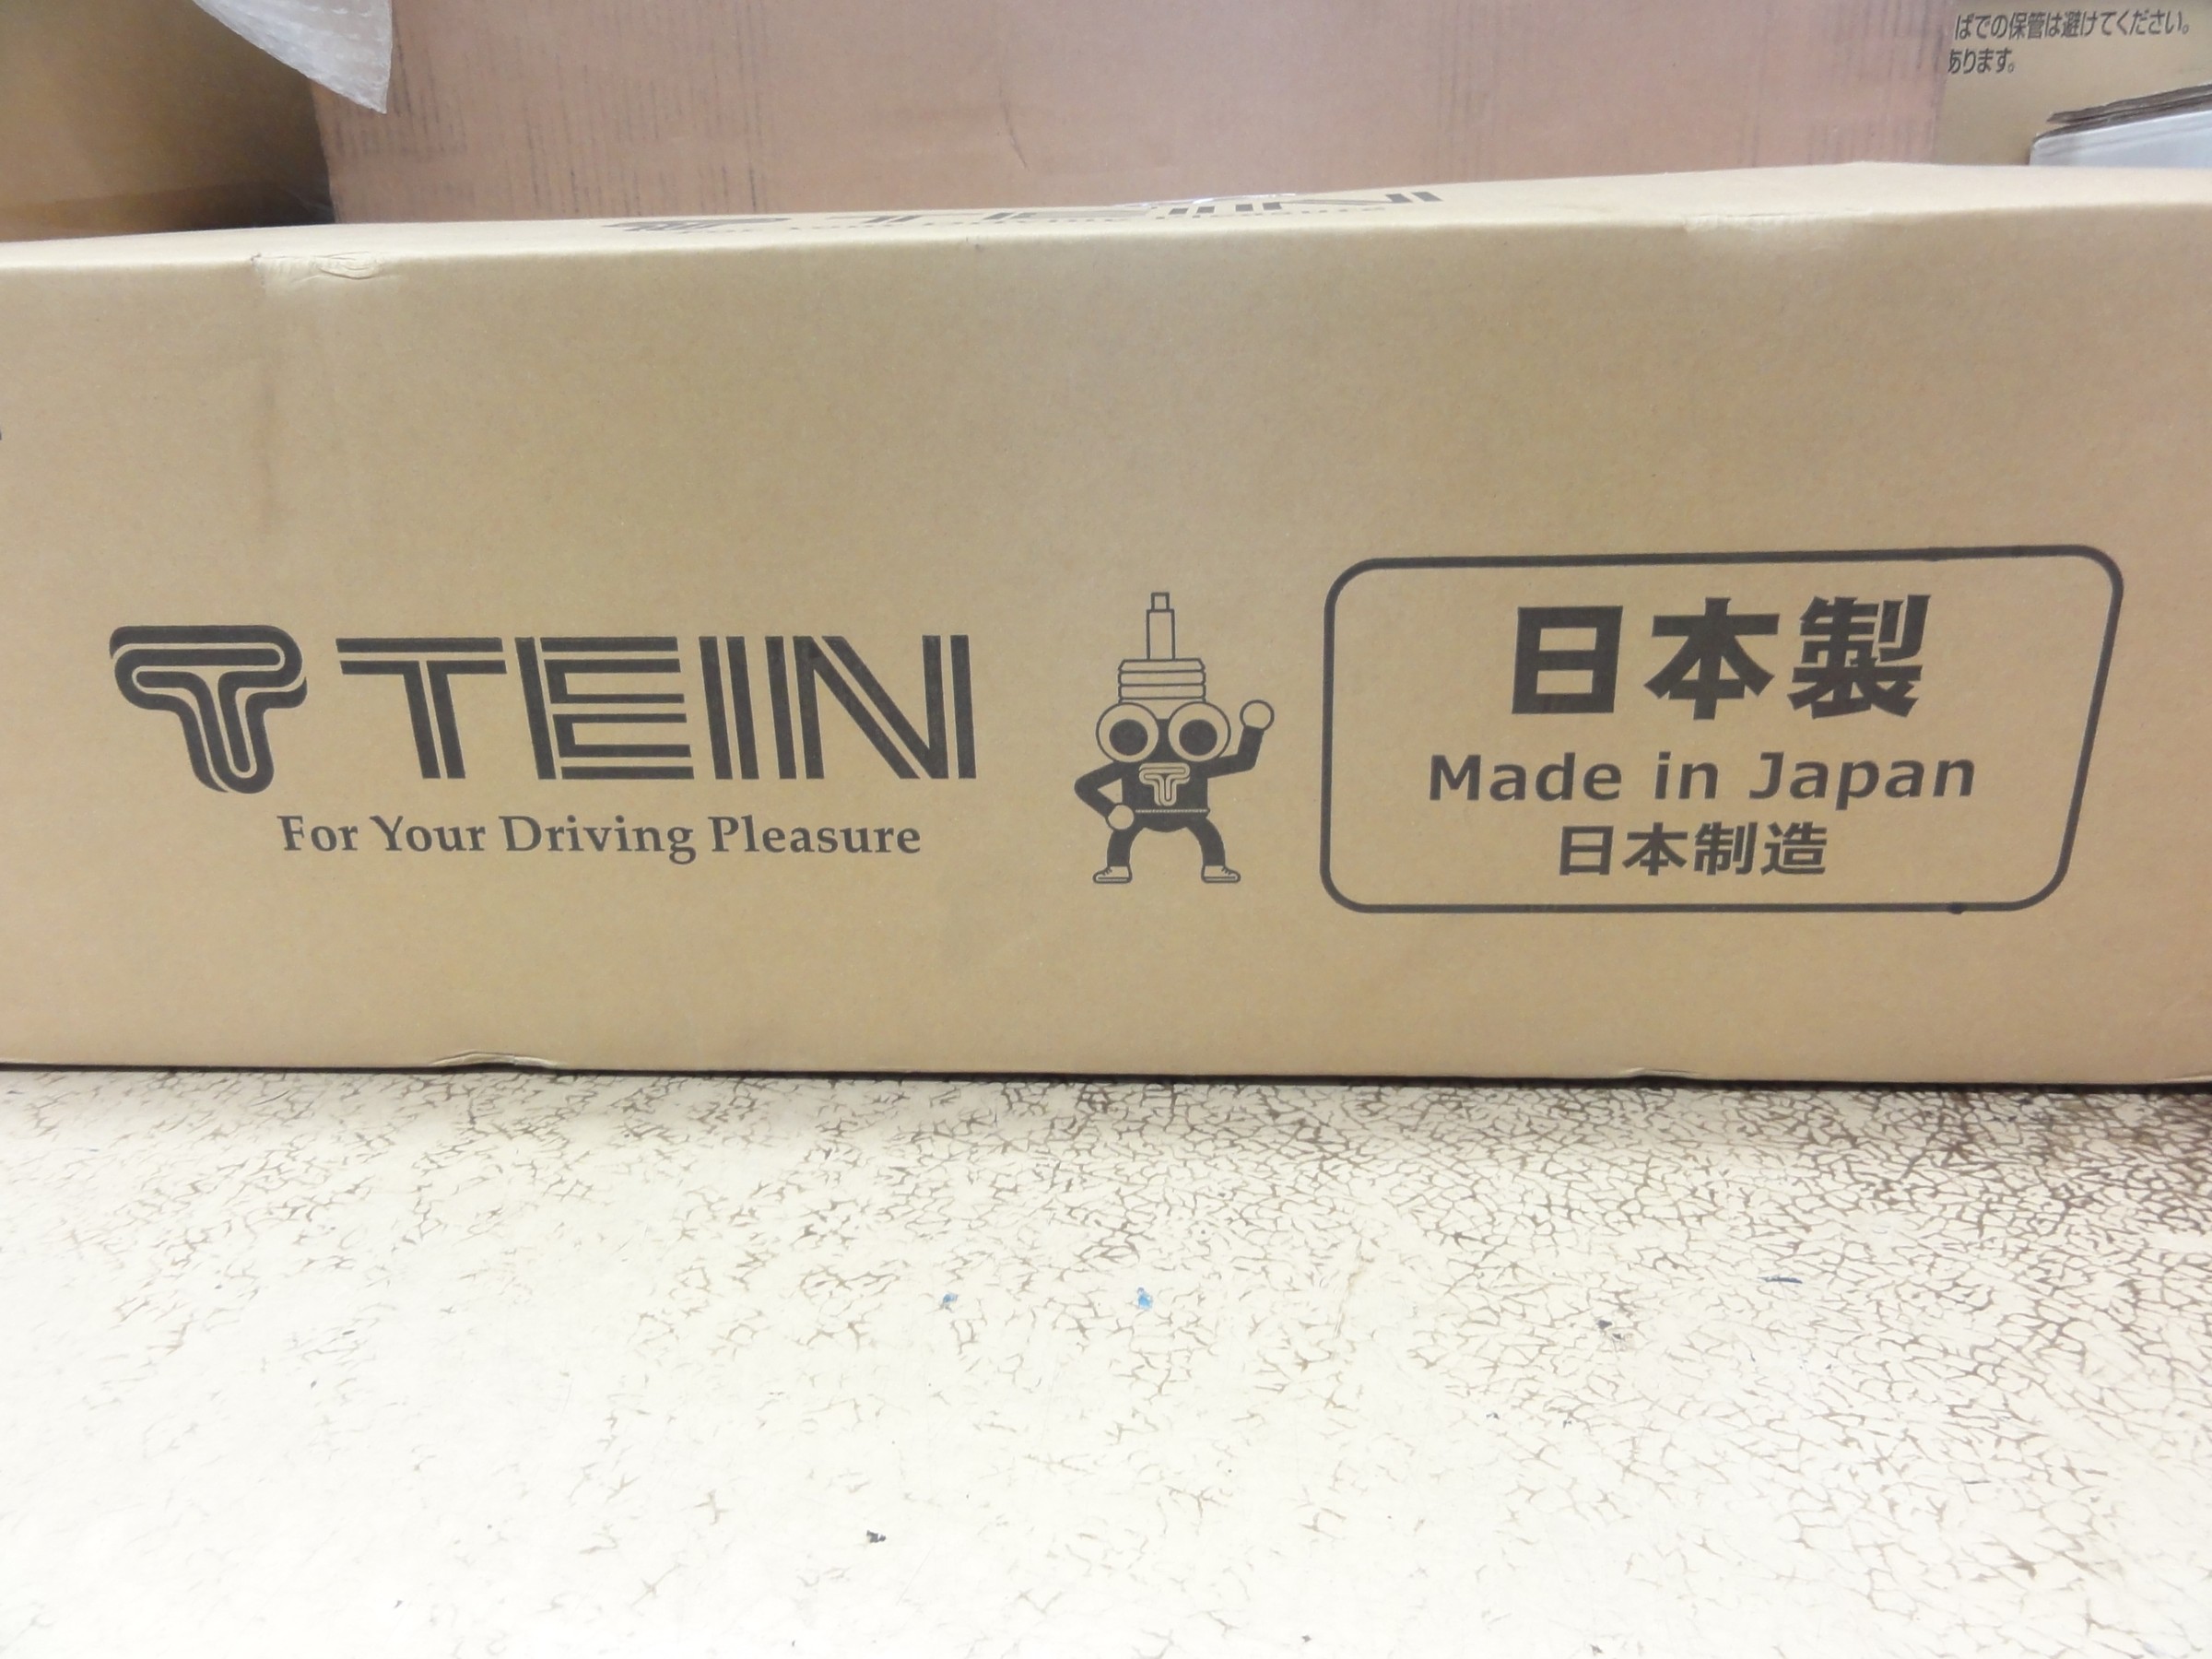 ばでの保管は避けてください。
あります。
TEIN
For Your Driving Pleasure
日本製
Made in Japan
日本制造